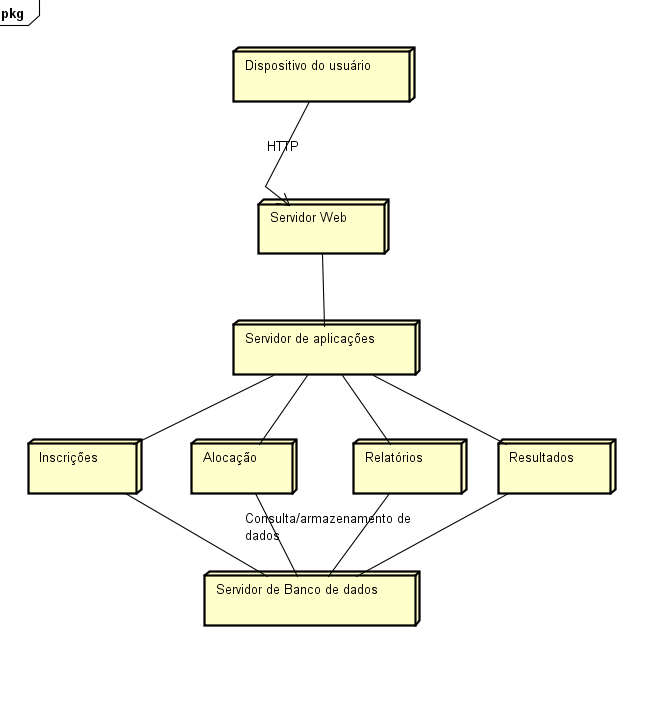 pkg
Dispositivo do usuário
HTTP
Servidor Web
Servidor de aplicações
Inscrições
Alocação
Relatórios
Resultados
Consulta/armazenamento de
dados
Servidor de Banco de dados